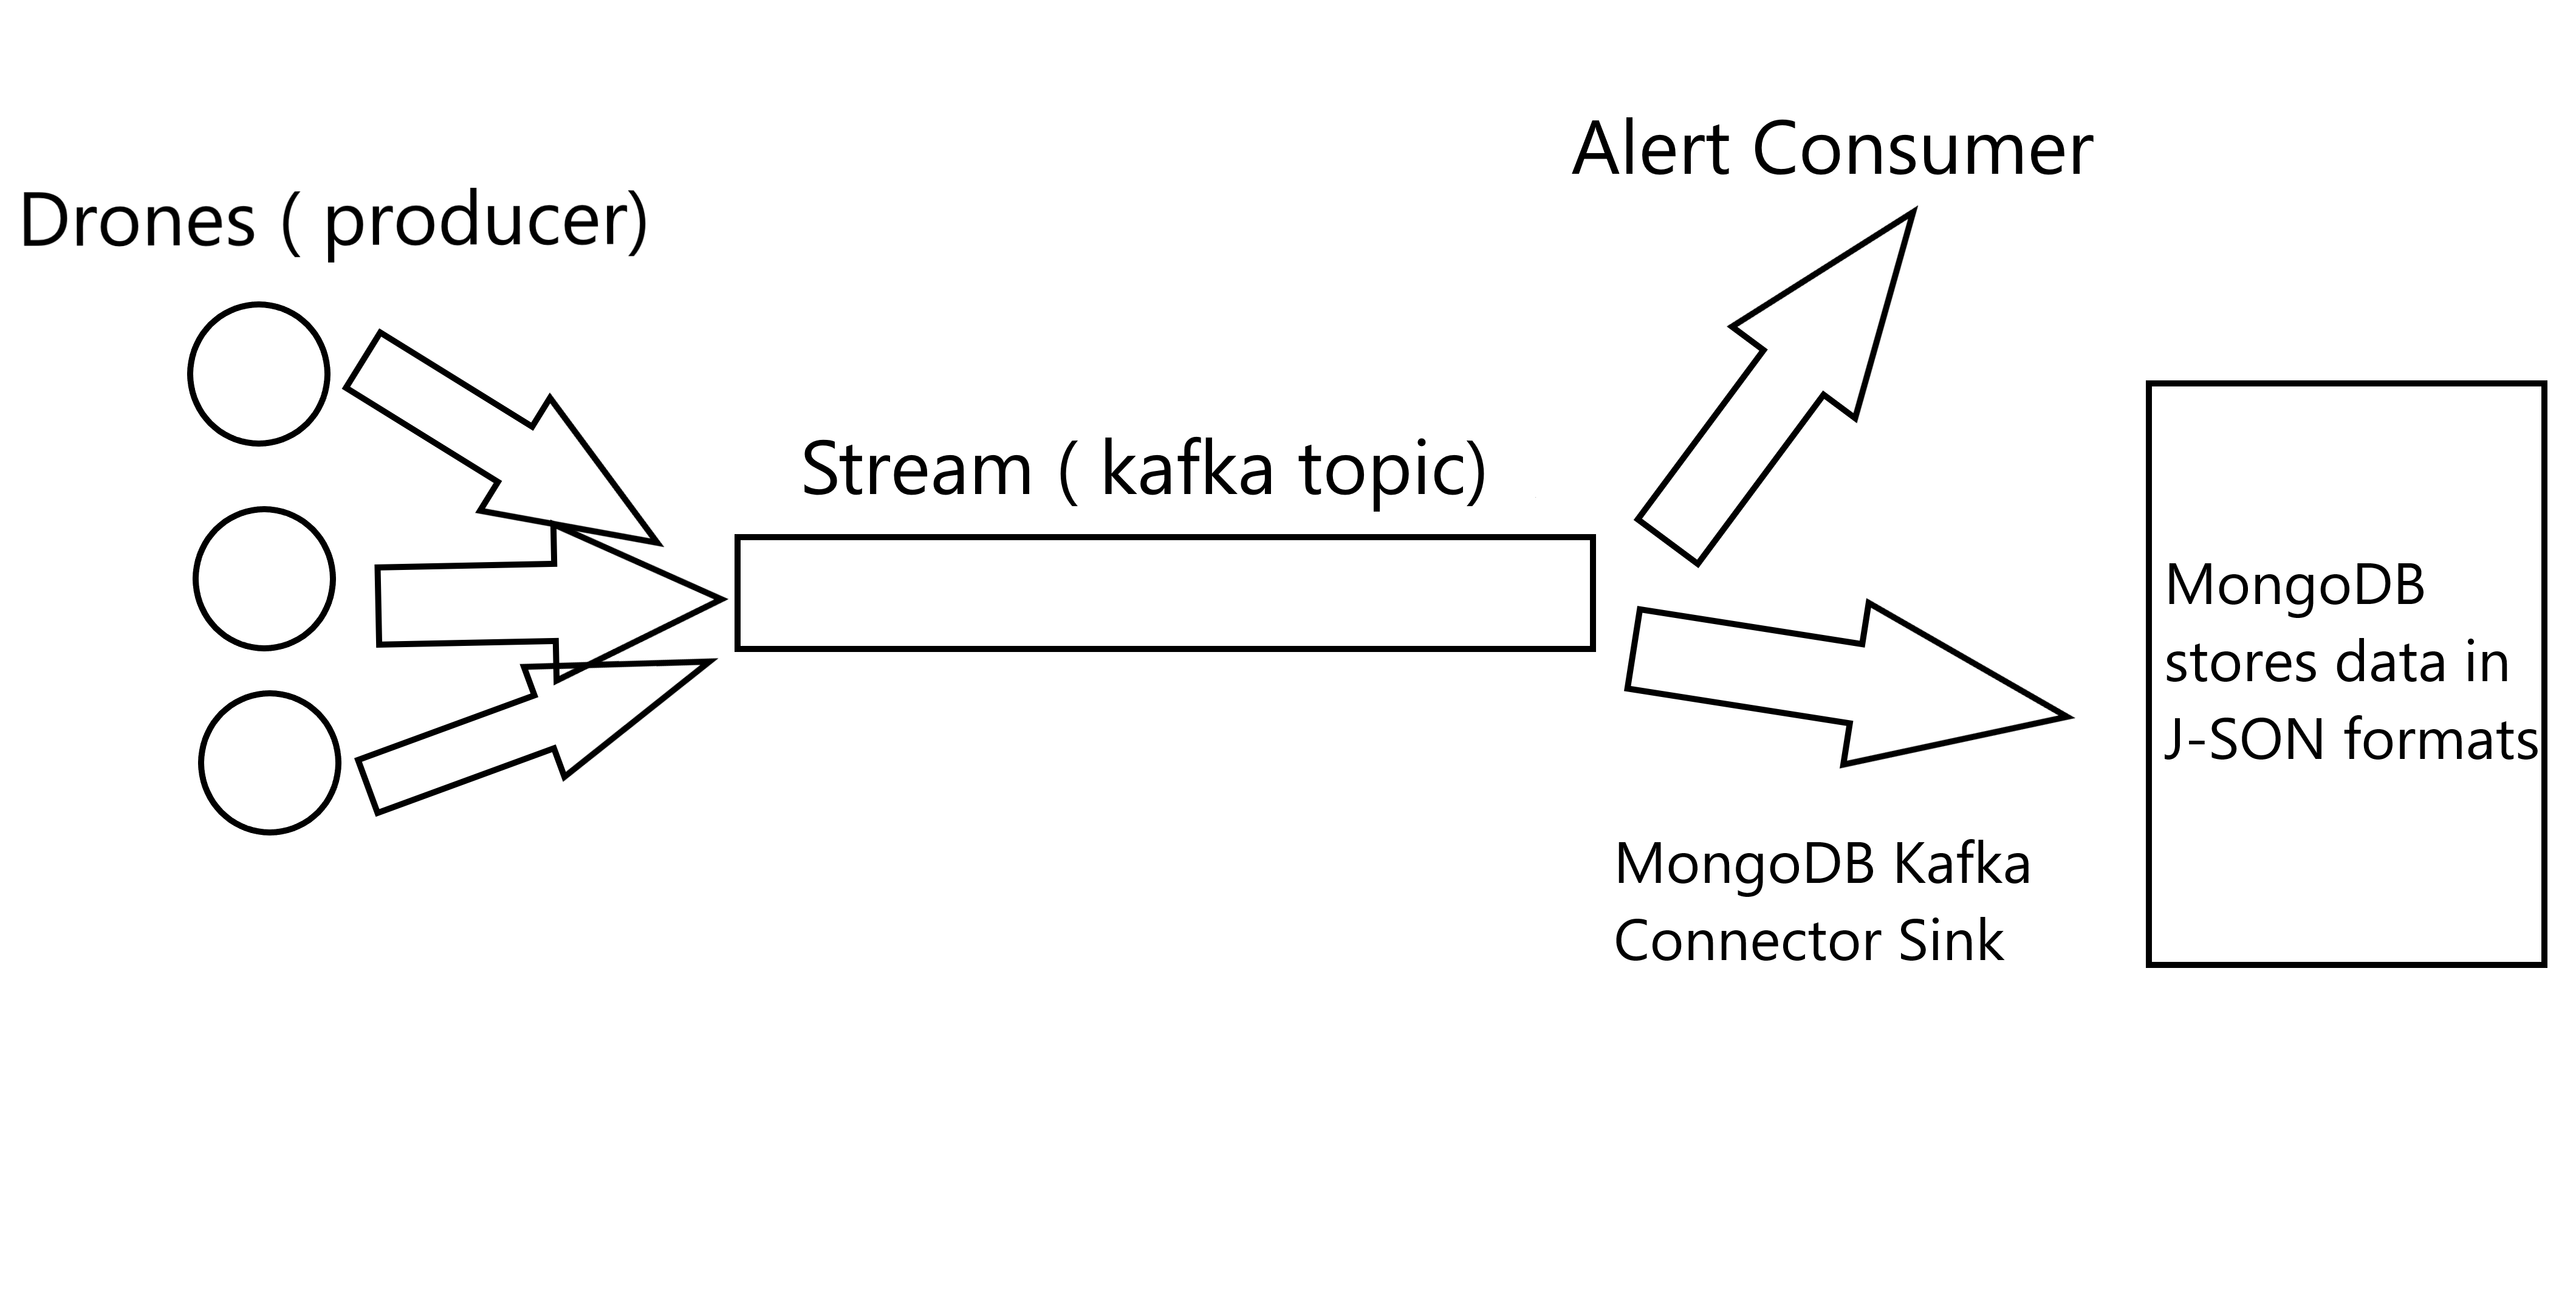 Alert Consumer
Drones ( producer)
Stream ( kafka topic)
MongoDB
stores data in
J-SON formats
MongoDB Kafka
Connector Sink